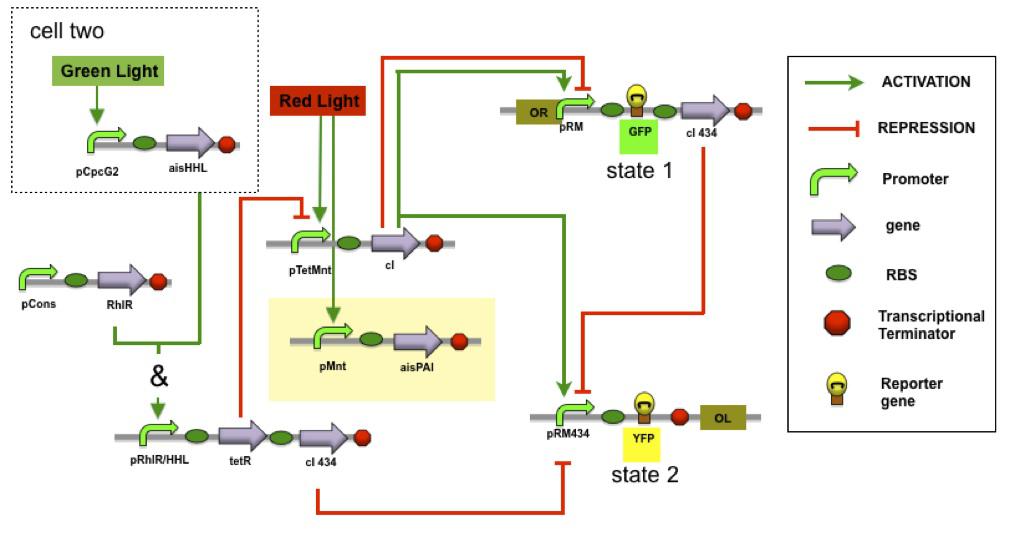 cell two
Green Light
pCpcG2
aisHHL
Red Light
OR
pRM
GFP
cI 434
state 1
pTetMnt
cI
pCons
RhlR
&
pMnt
aisPAI
pRhlR/HHL
tetR
cI 434
pRM434
YFP
OL
state 2
ACTIVATION
REPRESSION
Promoter
gene
RBS
Transcriptional
Terminator
Reporter
gene